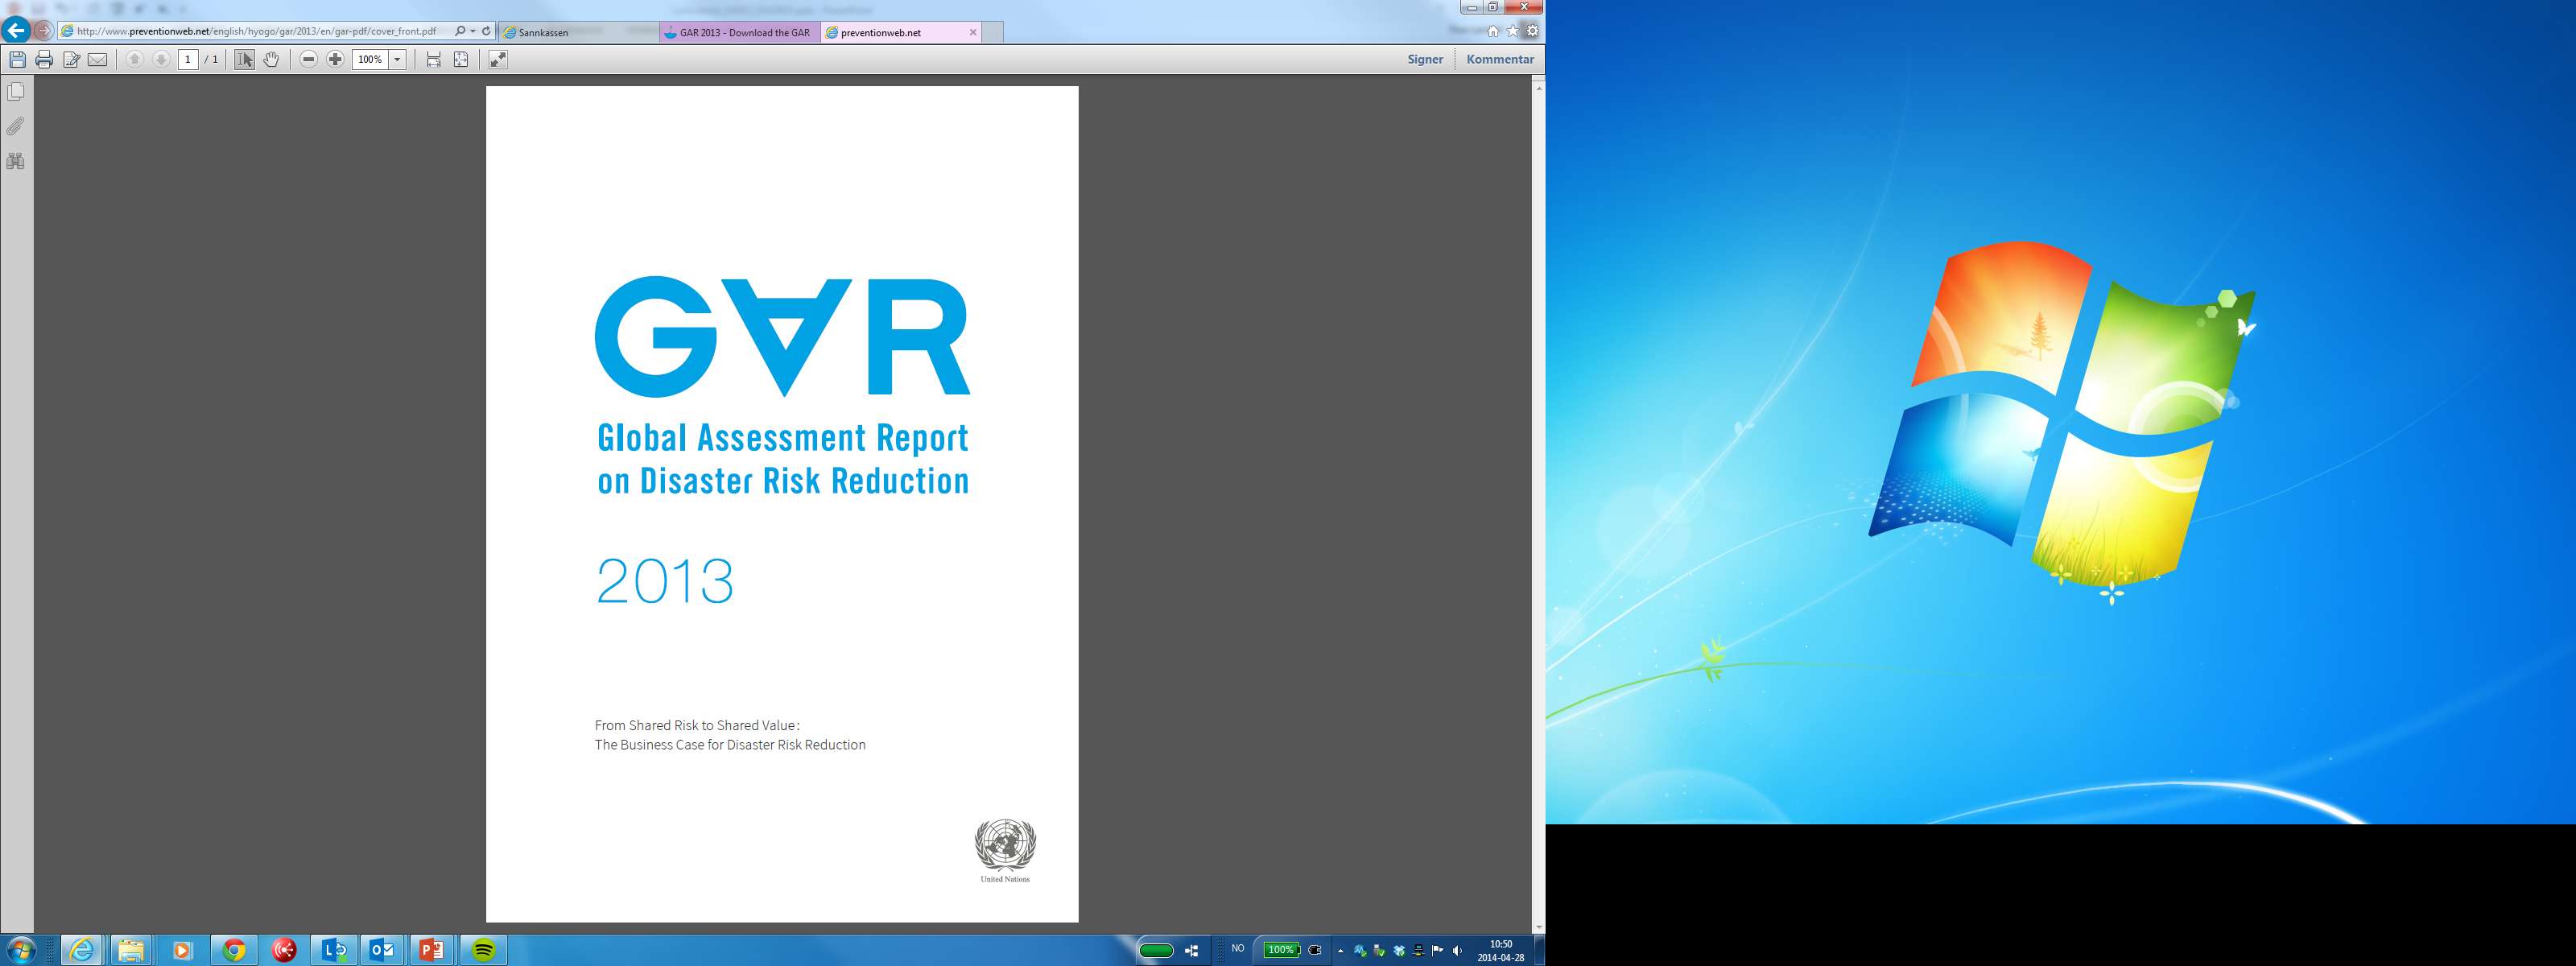 http://www.preventionweb.net/english/hyogo/gar/2013/en/gar-pdf/cover_front.pdf
Sannkassen
GAR 2013 - Download the GAR
preventionweb.net
1 / 1
100%
Signer
Kommentar
GAR
Global Assessment Report
on Disaster Risk Reduction
2013
From Shared Risk to Shared Value:
The Business Case for Disaster Risk Reduction
United Nations
NO
100%
10:50
2014-04-28